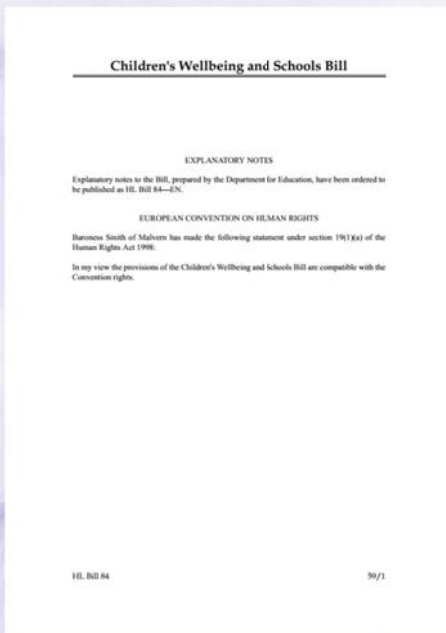 Children's Wellbeing and Schools Bill
EXPLANATORY NOTES
Explanatory notes to the Bill, prepared by the Department for Education, have been ordered to
be published as HL Bill 84—EN.
EUROPEAN CONVENTION ON HUMAN RIGHTS
Baroness Smith of Malvern has made the following statement under section 19(1)(a) of the
Human Rights Act 1998:
In my view the provisions of the Children's Wellbeing and Schools Bill are compatible with the
Convention rights.
HL Bill 84 59/1